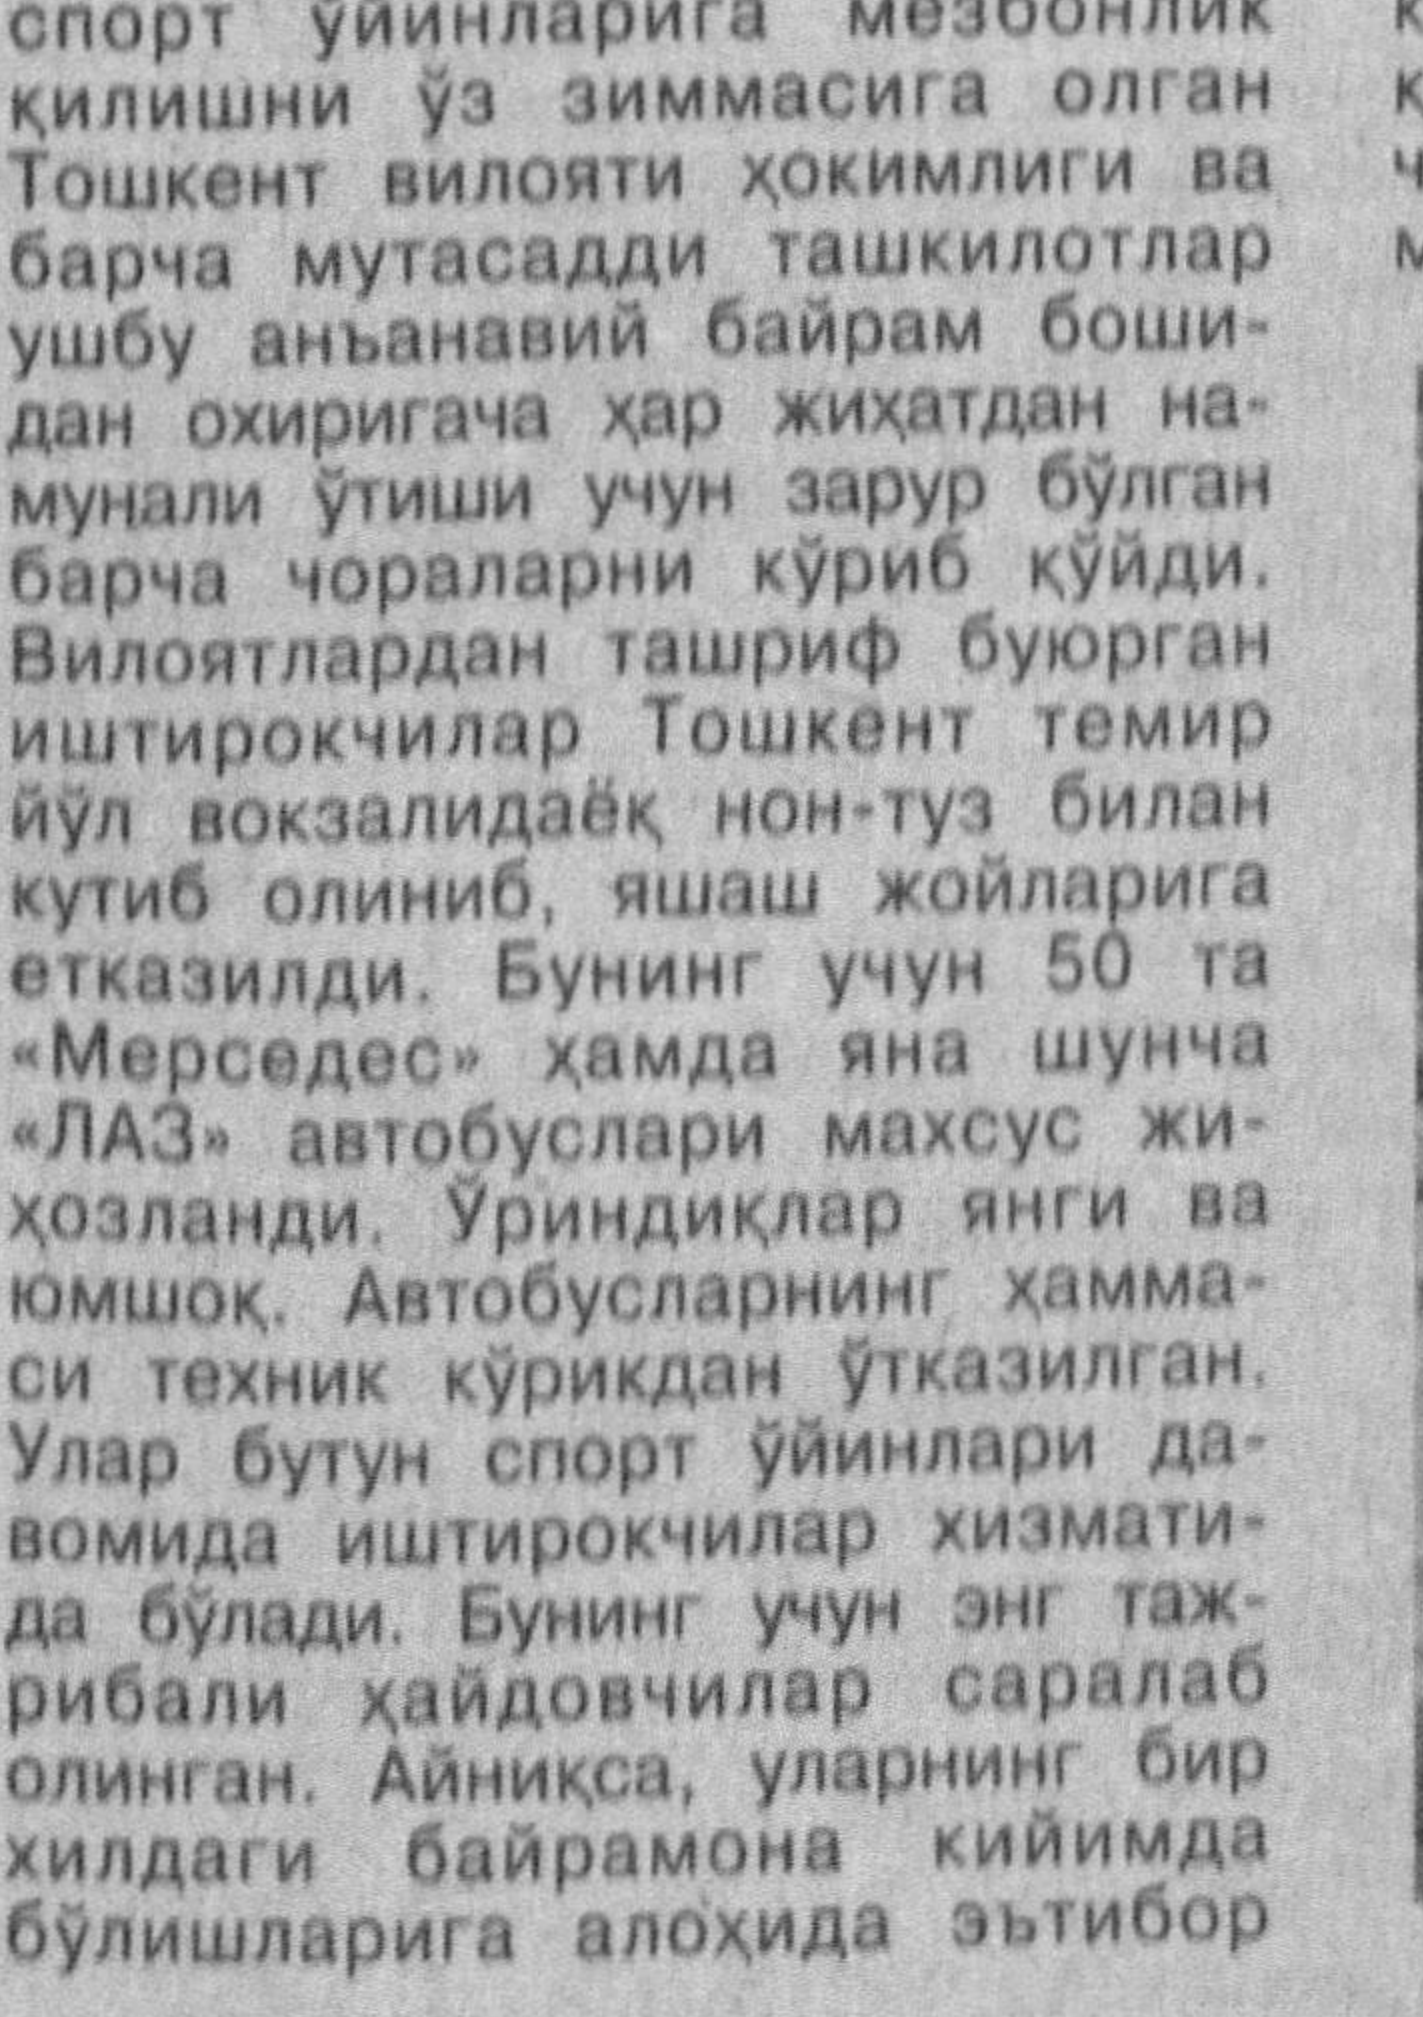 спорт ўйинларига мезбонлик
қилишни ўз зиммасига олган
Тошкент вилояти ҳокимлиги ва
барча мутасадди ташкилотлар
ушбу анъанавий байрам боши-
дан охиригача ҳар жиҳатдан на-
мунали ўтиши учун зарур бўлган
барча чораларни кўриб қўйди.
Вилоятлардан ташриф буюрган
иштирокчилар Тошкент темир
йўл вокзалидаёқ нон-туз билан
кутиб олиниб, яшаш жойларига
етказилди. Бунинг учун 50 та
«Мерседес» ҳамда яна шунча
«ЛАЗ» автобуслари махсус жи-
ҳозланди. Ўриндиқлар янги ва
юмшоқ. Автобусларнинг ҳамма-
си техник кўрикдан ўтказилган.
Улар бутун спорт ўйинлари да-
вомида иштирокчилар хизмати-
да бўлади. Бунинг учун энг таж-
рибали ҳайдовчилар саралаб
олинган. Айниқса, уларнинг бир
хилдаги байрамона кийимда
бўлишларига алоҳида эътибор